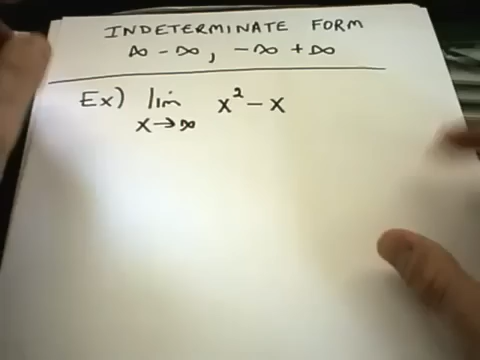 INDETERMINATE FORM
∞ - ∞, -∞ + ∞
Ex) lim x² - x
x → ∞